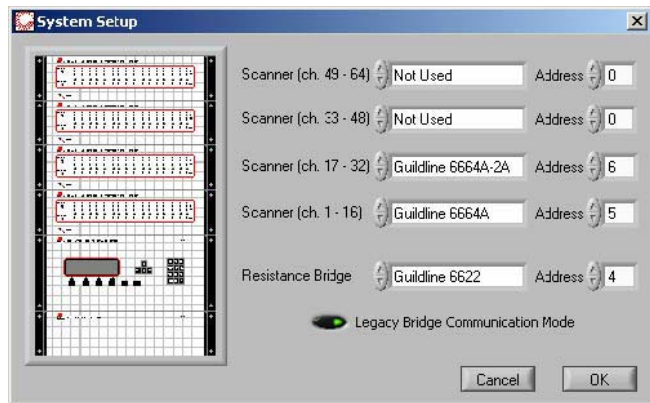 System Setup
Scanner (ch. 49 - 64) Not Used Address 0
Scanner (ch. 33 - 48) Not Used Address 0
Scanner (ch. 17 - 32) Guildline 6664A-2A Address 6
Scanner (ch. 1 - 16) Guildline 6664A Address 5
Resistance Bridge Guildline 6622 Address 4
Legacy Bridge Communication Mode
Cancel OK